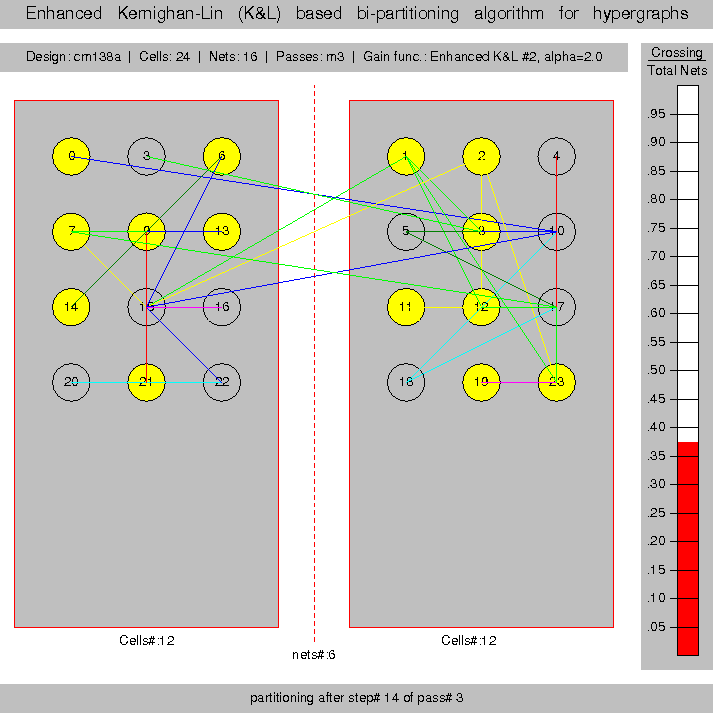 Enhanced Kernighan-Lin (K&L) based bi-partitioning algorithm for hypergraphs
Design: cm138a | Cells: 24 | Nets: 16 | Passes: m3 | Gain func.: Enhanced K&L #2, alpha=2.0
Crossing
Total Nets
.95
.90
.85
.80
.75
.70
.65
.60
.55
.50
.45
.40
.35
.30
.25
.20
.15
.10
.05
0 3 6 1 2 4
7 9 13 5 8 10
14 15 16 11 12 17
20 21 22 18 19 23
Cells#:12
Cells#:12
nets#:6
partitioning after step# 14 of pass# 3